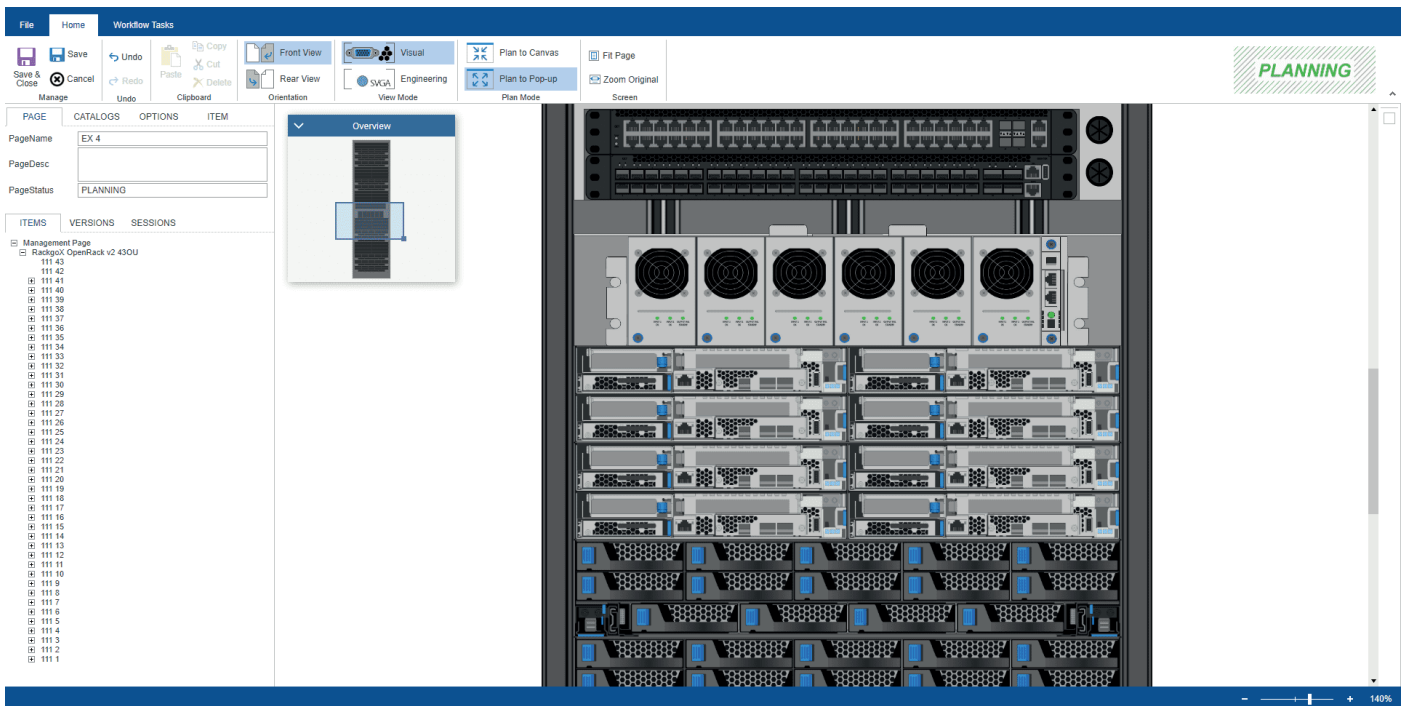 File Home Workflow Tasks
Save & Close
Save
Cancel
Manage
Undo
Redo
Undo
Paste
Copy
Cut
Delete
Clipboard
Front View
Rear View
Orientation
Visual
SVGA Engineering
View Mode
Plan to Canvas
Plan to Pop-up
Plan Mode
Fit Page
Zoom Original
Screen
PLANNING
PAGE CATALOGS OPTIONS ITEM
PageName EX 4
PageDesc
PageStatus PLANNING
ITEMS VERSIONS SESSIONS
Management Page
RackgoX OpenRack v2 43OU
111 43
111 42
111 41
111 40
111 39
111 38
111 37
111 36
111 35
111 34
111 33
111 32
111 31
111 30
111 29
111 28
111 27
111 26
111 25
111 24
111 23
111 22
111 21
111 20
111 19
111 18
111 17
111 16
111 15
111 14
111 13
111 12
111 11
111 10
111 9
111 8
111 7
111 6
111 5
111 4
111 3
111 2
111 1
Overview
140%